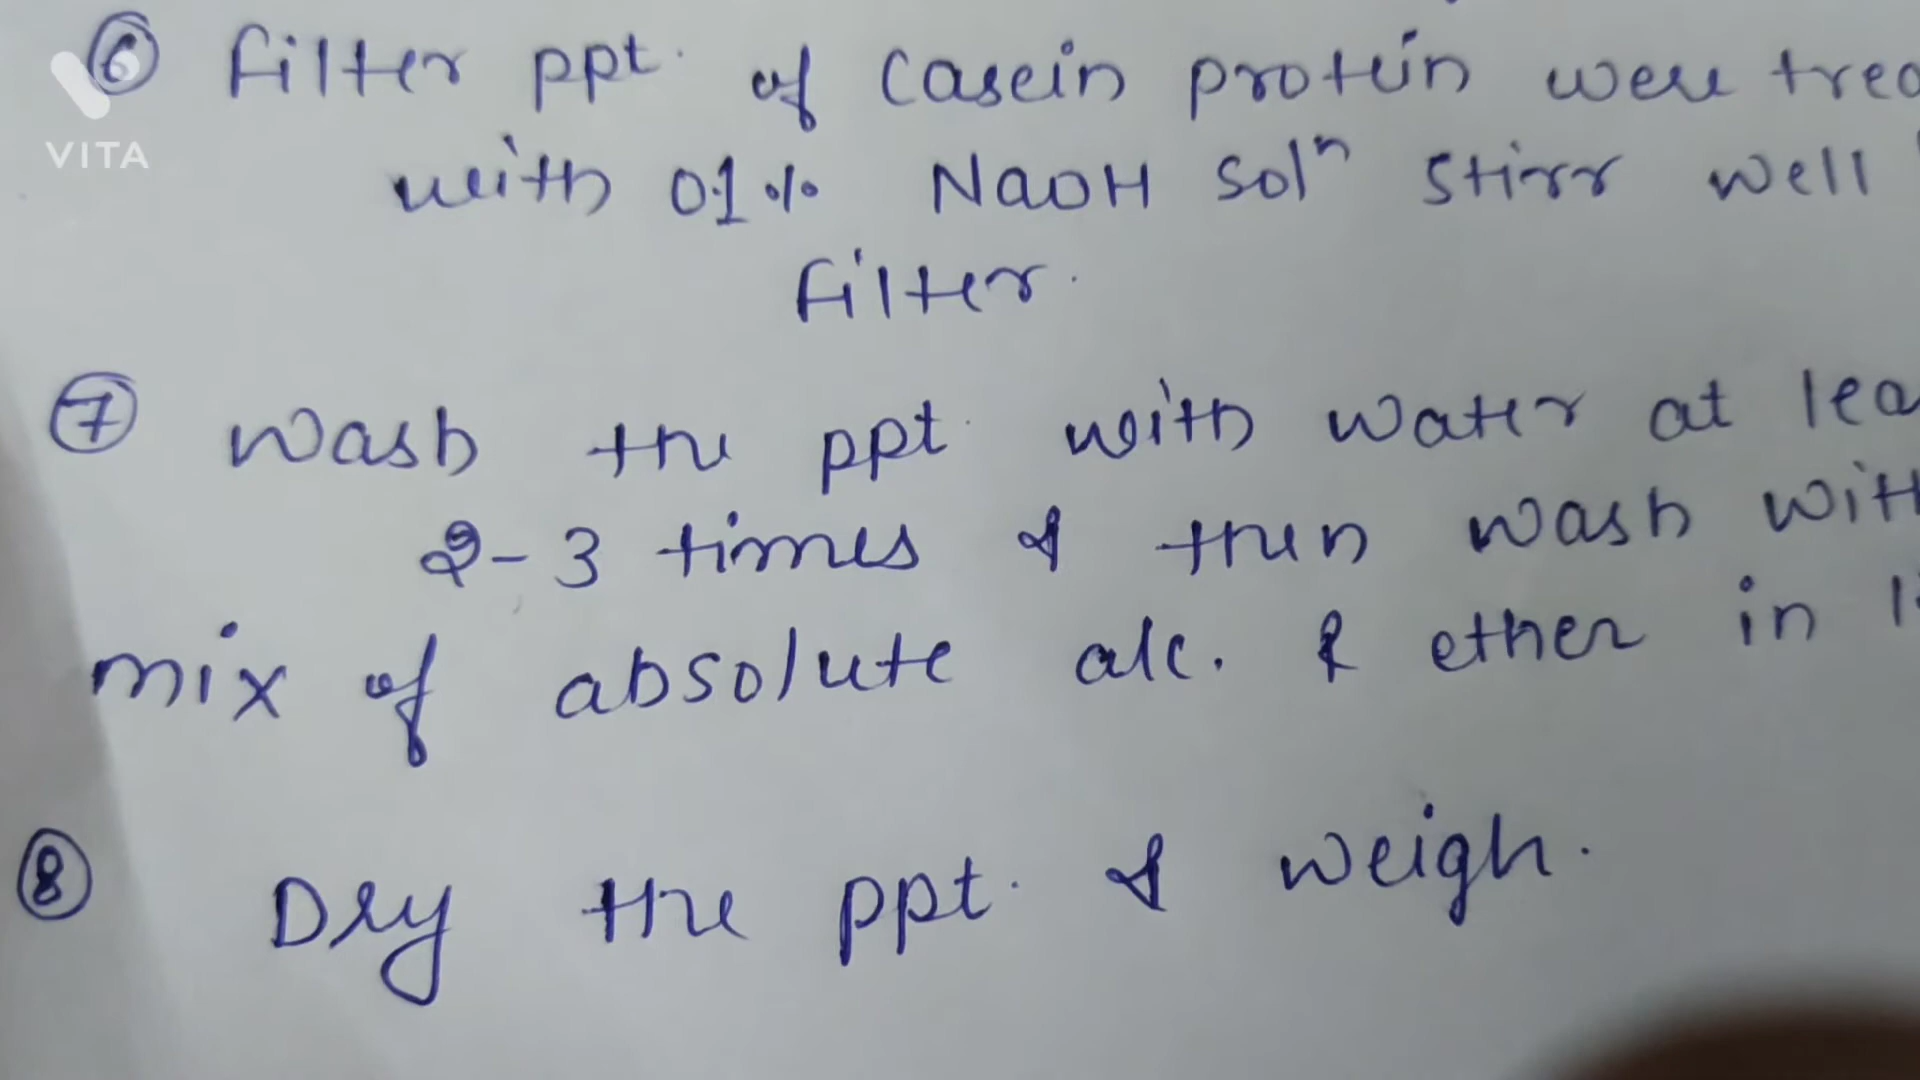 ⑥ Filter ppt. of Casein protein were trea
with 0.1% NaOH solⁿ stirr well
filter.
⑦ Wash the ppt. with water at lea
2-3 times & then wash with
mix of absolute alc. & ether in 1:
⑧ Dry the ppt. & weigh.
VITA